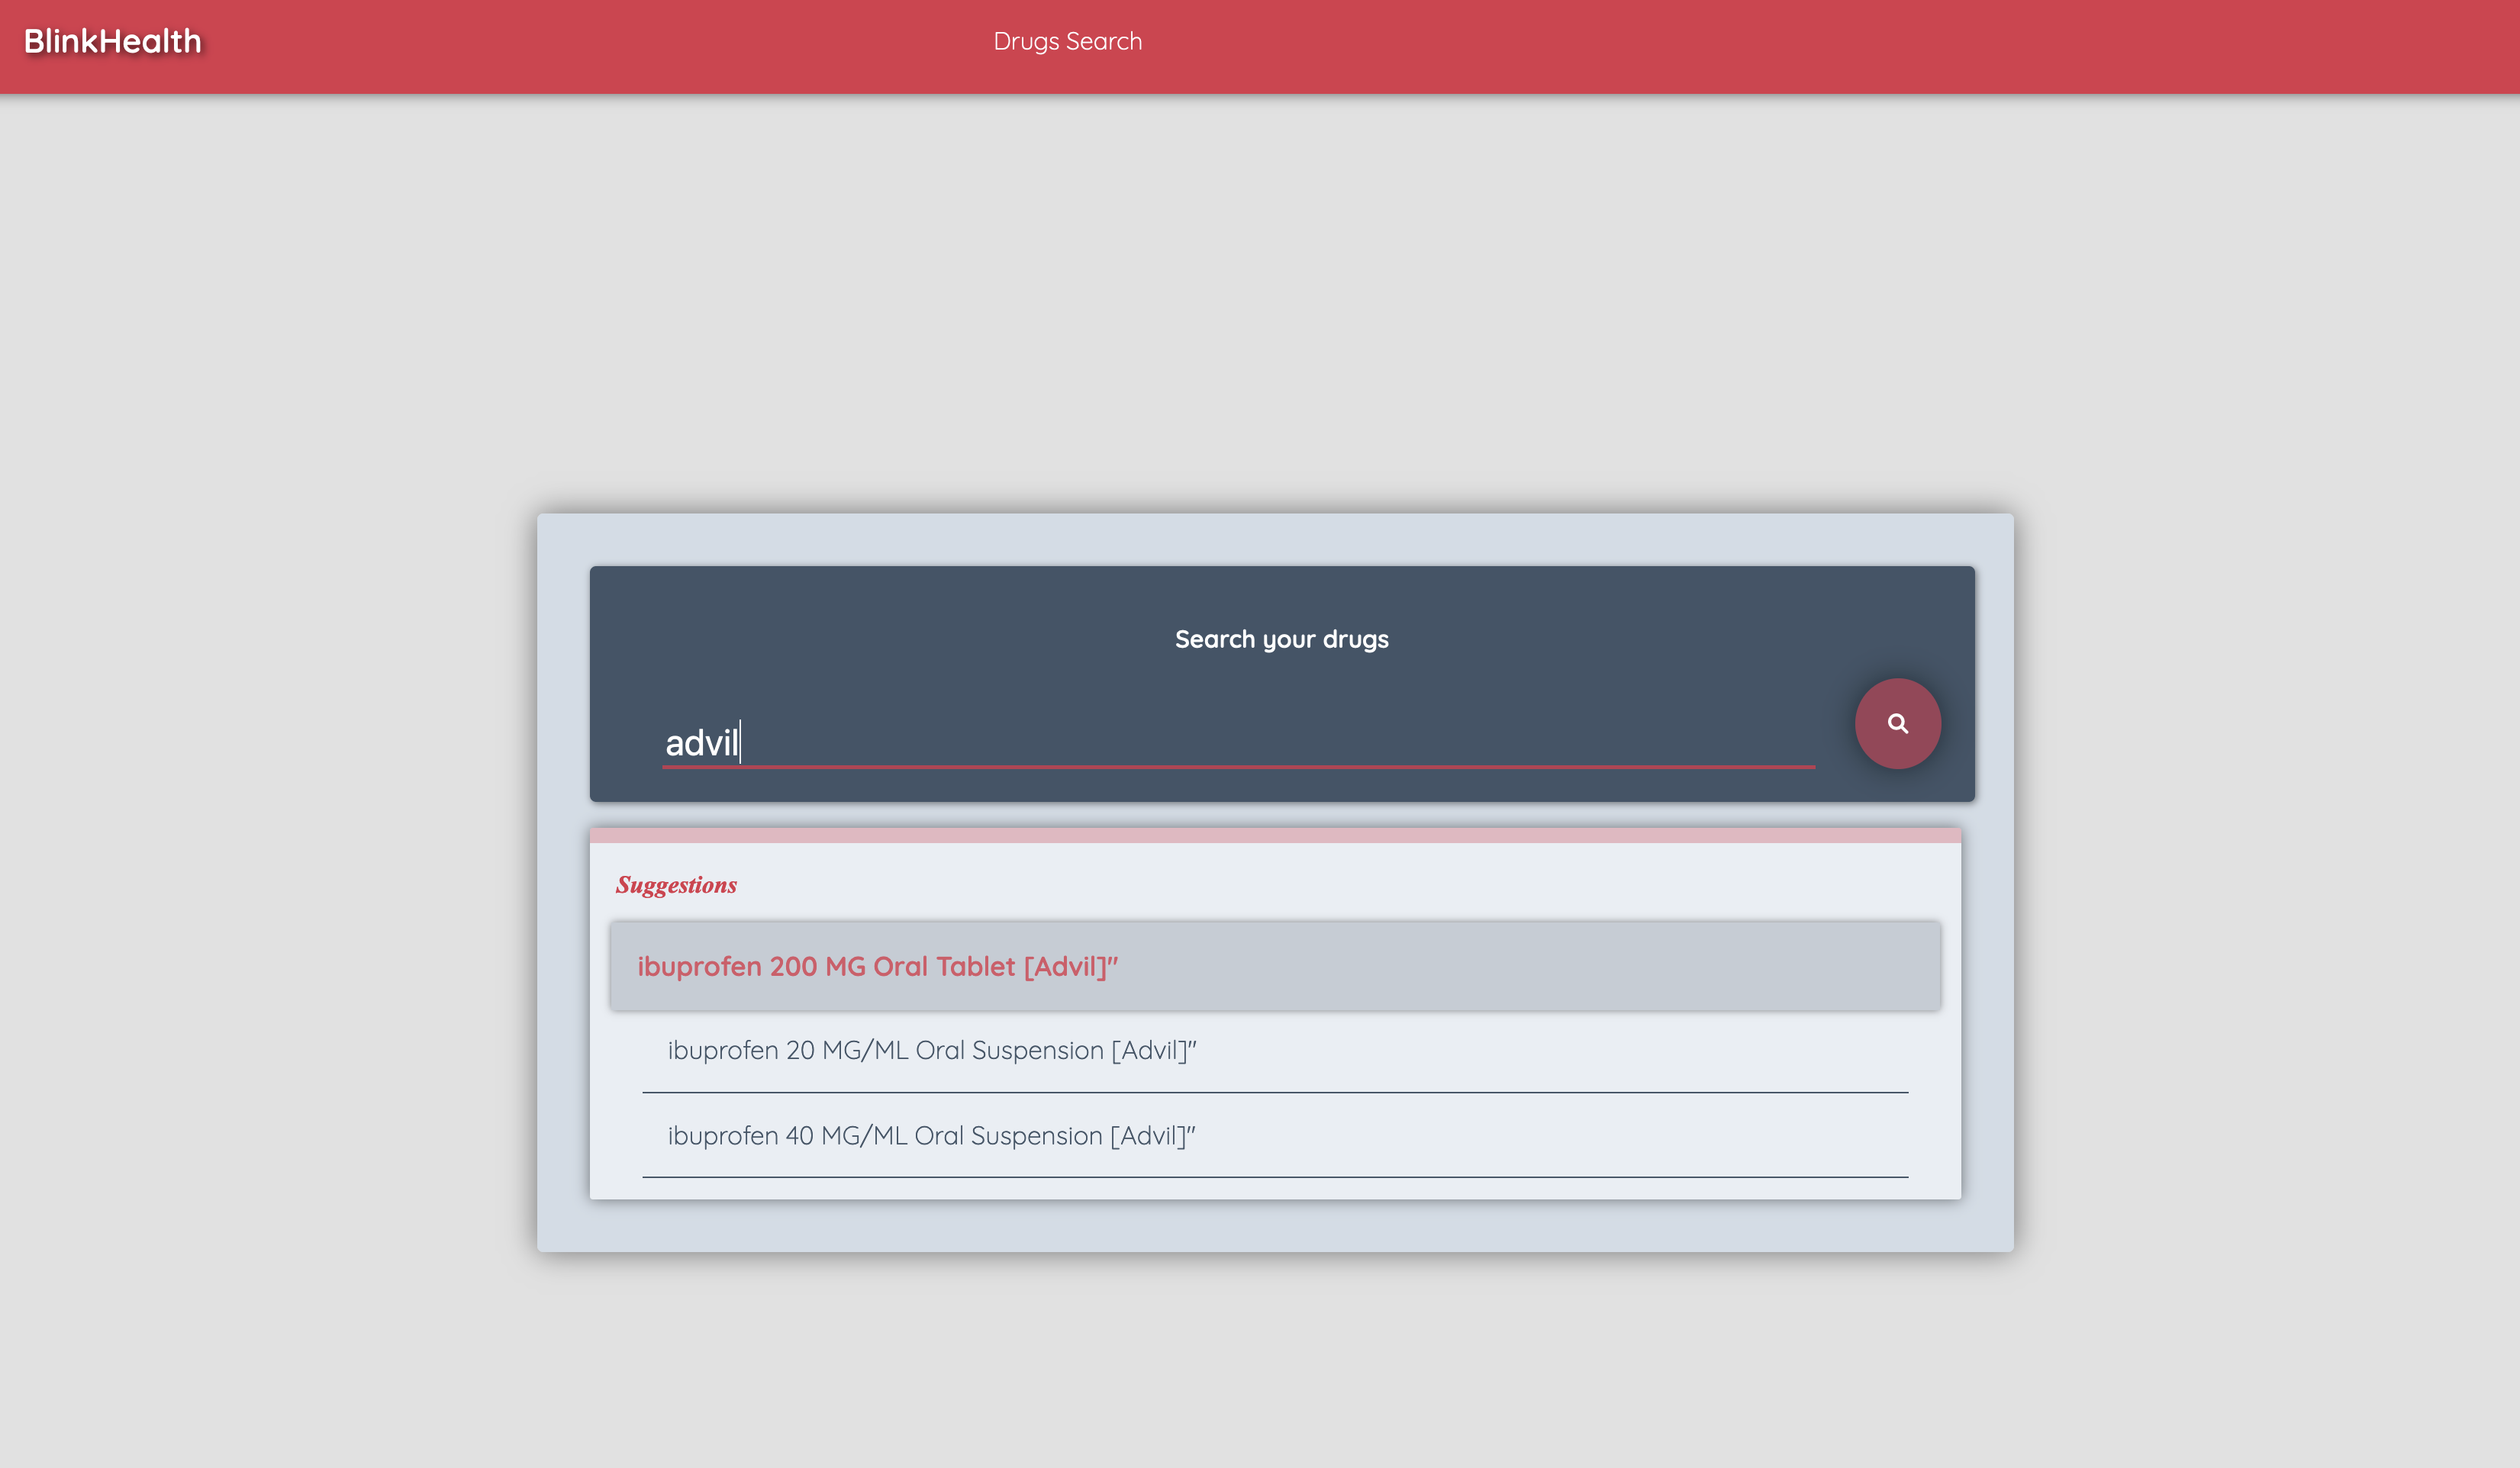 BlinkHealth
Drugs Search
Search your drugs
advil
Suggestions
ibuprofen 200 MG Oral Tablet [Advil]"
ibuprofen 20 MG/ML Oral Suspension [Advil]"
ibuprofen 40 MG/ML Oral Suspension [Advil]"